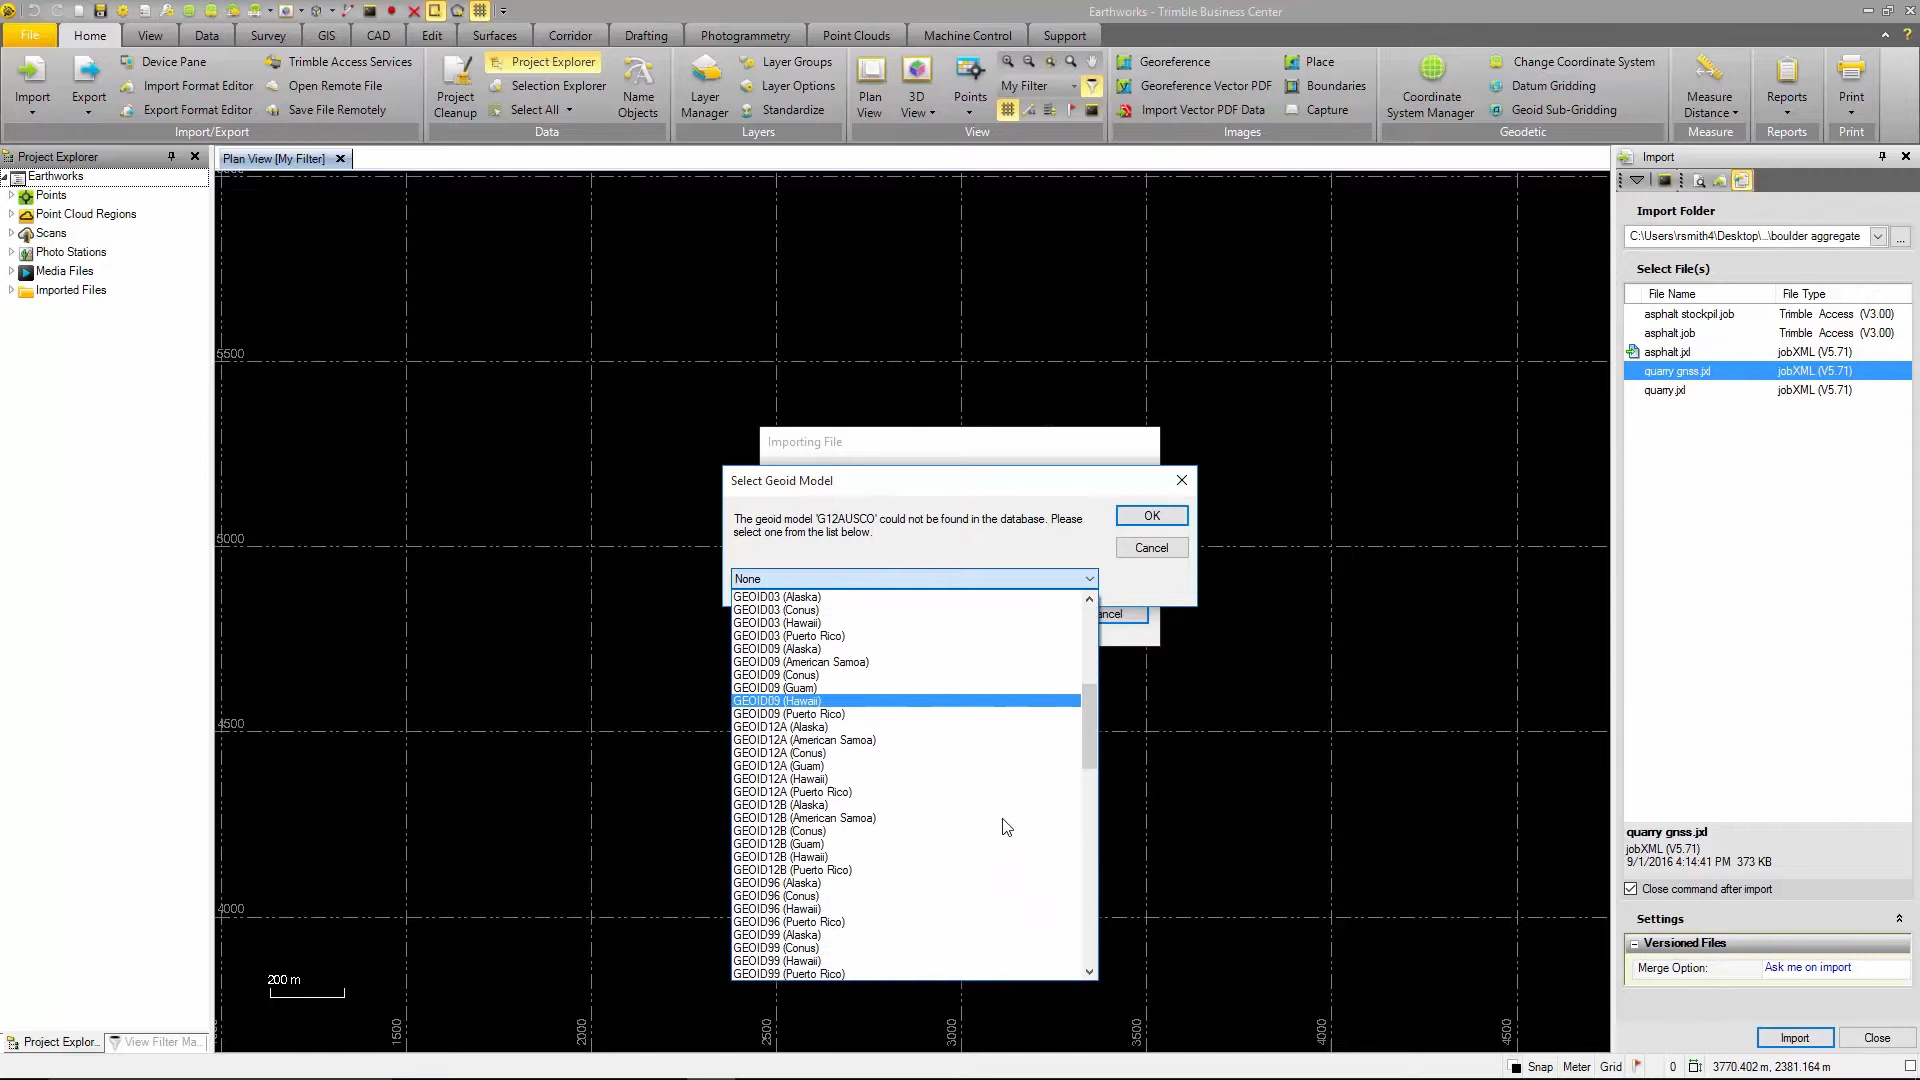 Earthworks - Trimble Business Center
File
Home
View
Data
Survey
GIS
CAD
Edit
Surfaces
Corridor
Drafting
Photogrammetry
Point Clouds
Machine Control
Support
Import
Export
Device Pane
Import Format Editor
Export Format Editor
Trimble Access Services
Open Remote File
Save File Remotely
Import/Export
Project
Cleanup
Project Explorer
Selection Explorer
Select All
Name
Objects
Data
Layer
Manager
Layer Groups
Layer Options
Standardize
Layers
Plan
View
3D
View
Points
My Filter
View
Georeference
Georeference Vector PDF
Import Vector PDF Data
Place
Boundaries
Capture
Images
Coordinate
System Manager
Change Coordinate System
Datum Gridding
Geoid Sub-Gridding
Geodetic
Measure
Distance
Measure
Reports
Reports
Print
Print
Project Explorer
Earthworks
Points
Point Cloud Regions
Scans
Photo Stations
Media Files
Imported Files
Project Explor...
View Filter Ma...
Plan View [My Filter]
5500
5000
4500
4000
200 m
1500
2000
2500
3000
3500
4000
4500
Importing File
Select Geoid Model
The geoid model 'G12AUSCO' could not be found in the database. Please
select one from the list below.
OK
Cancel
None
ancel
GEOID03 (Alaska)
GEOID03 (Conus)
GEOID03 (Hawaii)
GEOID03 (Puerto Rico)
GEOID09 (Alaska)
GEOID09 (American Samoa)
GEOID09 (Conus)
GEOID09 (Guam)
GEOID09 (Hawaii)
GEOID09 (Puerto Rico)
GEOID12A (Alaska)
GEOID12A (American Samoa)
GEOID12A (Conus)
GEOID12A (Guam)
GEOID12A (Hawaii)
GEOID12A (Puerto Rico)
GEOID12B (Alaska)
GEOID12B (American Samoa)
GEOID12B (Conus)
GEOID12B (Guam)
GEOID12B (Hawaii)
GEOID12B (Puerto Rico)
GEOID96 (Alaska)
GEOID96 (Conus)
GEOID96 (Hawaii)
GEOID96 (Puerto Rico)
GEOID99 (Alaska)
GEOID99 (Conus)
GEOID99 (Hawaii)
GEOID99 (Puerto Rico)
Import
Import Folder
C:\Users\rsmith4\Desktop\...\boulder aggregate
...
Select File(s)
File Name File Type
asphalt stockpil.job Trimble Access (V3.00)
asphalt.job Trimble Access (V3.00)
asphalt.jxl jobXML (V5.71)
quarry gnss.jxl jobXML (V5.71)
quarry.jxl jobXML (V5.71)
quarry gnss.jxl
jobXML (V5.71)
9/1/2016 4:14:41 PM 373 KB
Close command after import
Settings
Versioned Files
Merge Option: Ask me on import
Import
Close
Snap Meter Grid 0 3770.402 m, 2381.164 m